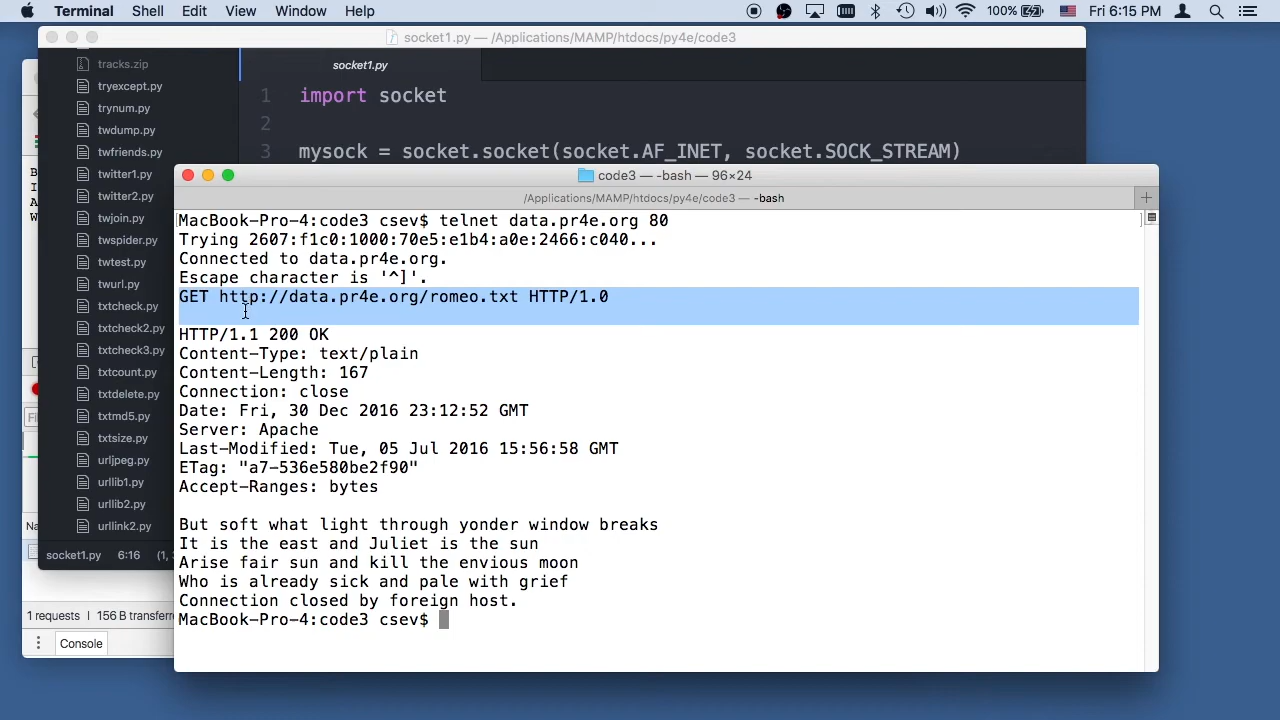 Terminal Shell Edit View Window Help 100% Fri 6:15 PM
socket1.py — /Applications/MAMP/htdocs/py4e/code3
tracks.zip
tryexcept.py
trynum.py
twdump.py
twfriends.py
twitter1.py
twitter2.py
twjoin.py
twspider.py
twtest.py
twurl.py
txtcheck.py
txtcheck2.py
txtcheck3.py
txtcount.py
txtdelete.py
txtmd5.py
txtsize.py
urljpeg.py
urllib1.py
urllib2.py
urllink2.py
socket1.py 6:16 (1,
socket1.py
1 import socket
2
3 mysock = socket.socket(socket.AF_INET, socket.SOCK_STREAM)
code3 — -bash — 96×24
/Applications/MAMP/htdocs/py4e/code3 — -bash
MacBook-Pro-4:code3 csev$ telnet data.pr4e.org 80
Trying 2607:f1c0:1000:70e5:e1b4:a0e:2466:c040...
Connected to data.pr4e.org.
Escape character is '^]'.
GET http://data.pr4e.org/romeo.txt HTTP/1.0
HTTP/1.1 200 OK
Content-Type: text/plain
Content-Length: 167
Connection: close
Date: Fri, 30 Dec 2016 23:12:52 GMT
Server: Apache
Last-Modified: Tue, 05 Jul 2016 15:56:58 GMT
ETag: "a7-536e580be2f90"
Accept-Ranges: bytes
But soft what light through yonder window breaks
It is the east and Juliet is the sun
Arise fair sun and kill the envious moon
Who is already sick and pale with grief
Connection closed by foreign host.
MacBook-Pro-4:code3 csev$
B
I
A
W
Fi
Na
1 requests | 156 B transferre
Console